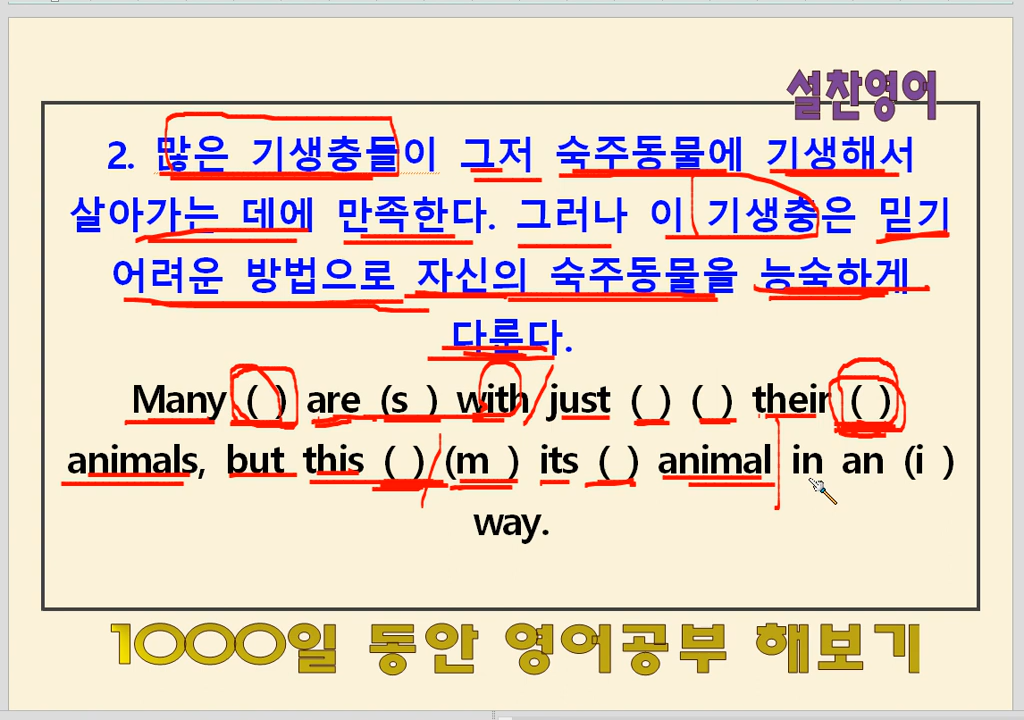 설찬영어
2. 많은 기생충들이 그저 숙주동물에 기생해서
살아가는 데에 만족한다. 그러나 이 기생충은 믿기
어려운 방법으로 자신의 숙주동물을 능숙하게
다룬다.
Many ( ) are (s ) with just ( ) ( ) their ( )
animals, but this ( ) (m ) its ( ) animal in an (i )
way.
1000일 동안 영어공부 해보기